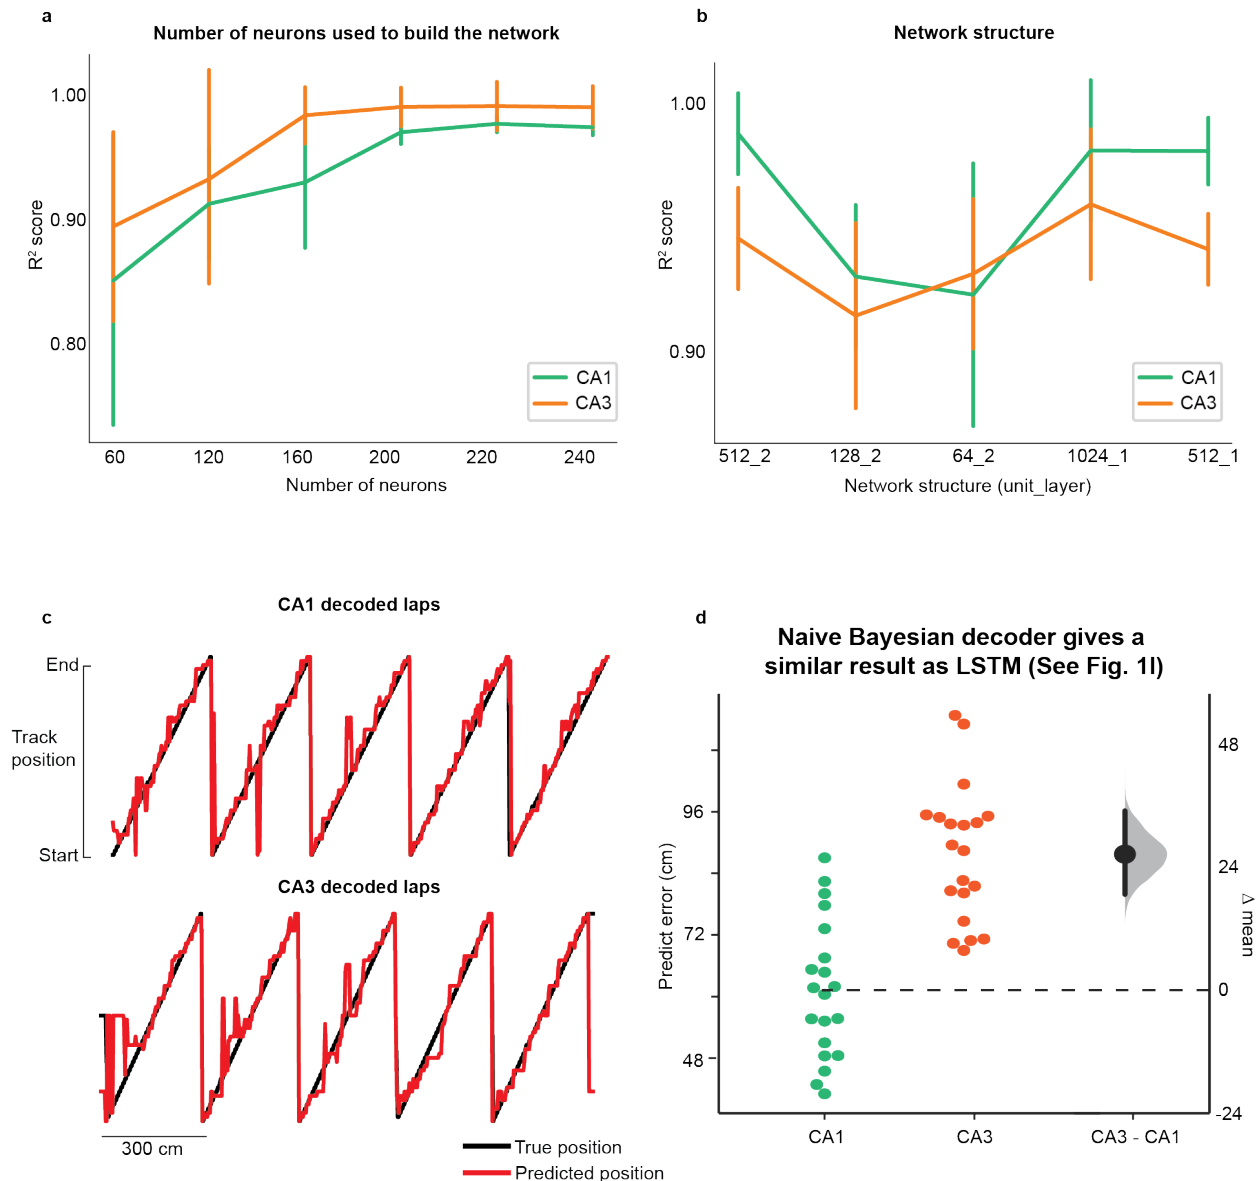 a
Number of neurons used to build the network
1.00
0.90
0.80
R² score
CA1
CA3
60 120 160 200 220 240
Number of neurons
b
Network structure
1.00
0.90
R² score
CA1
CA3
512_2 128_2 64_2 1024_1 512_1
Network structure (unit_layer)
c
CA1 decoded laps
End
Track
position
Start
CA3 decoded laps
300 cm
True position
Predicted position
d
Naive Bayesian decoder gives a
similar result as LSTM (See Fig. 1I)
96
72
48
Predict error (cm)
48
24
0
-24
Δ mean
CA1 CA3 CA3 - CA1